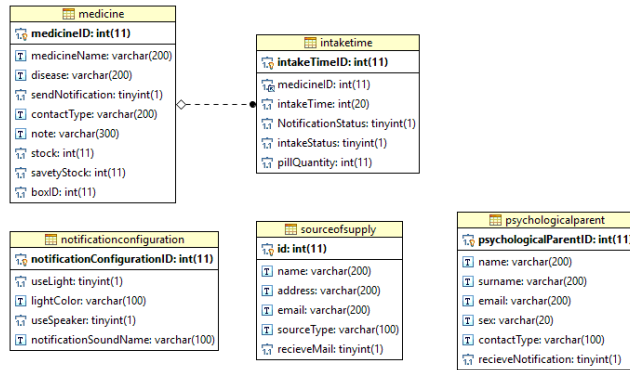 medicine
medicineID: int(11)
medicineName: varchar(200)
disease: varchar(200)
sendNotification: tinyint(1)
contactType: varchar(200)
note: varchar(300)
stock: int(11)
savetyStock: int(11)
boxID: int(11)
intaketime
intakeTimeID: int(11)
medicineID: int(11)
intakeTime: int(20)
NotificationStatus: tinyint(1)
intakeStatus: tinyint(1)
pillQuantity: int(11)
notificationconfiguration
notificationConfigurationID: int(11)
useLight: tinyint(1)
lightColor: varchar(100)
useSpeaker: tinyint(1)
notificationSoundName: varchar(100)
sourceofsupply
id: int(11)
name: varchar(200)
address: varchar(200)
email: varchar(200)
sourceType: varchar(100)
recieveMail: tinyint(1)
psychologicalparent
psychologicalParentID: int(11)
name: varchar(200)
surname: varchar(200)
email: varchar(200)
sex: varchar(20)
contactType: varchar(100)
recieveNotification: tinyint(1)